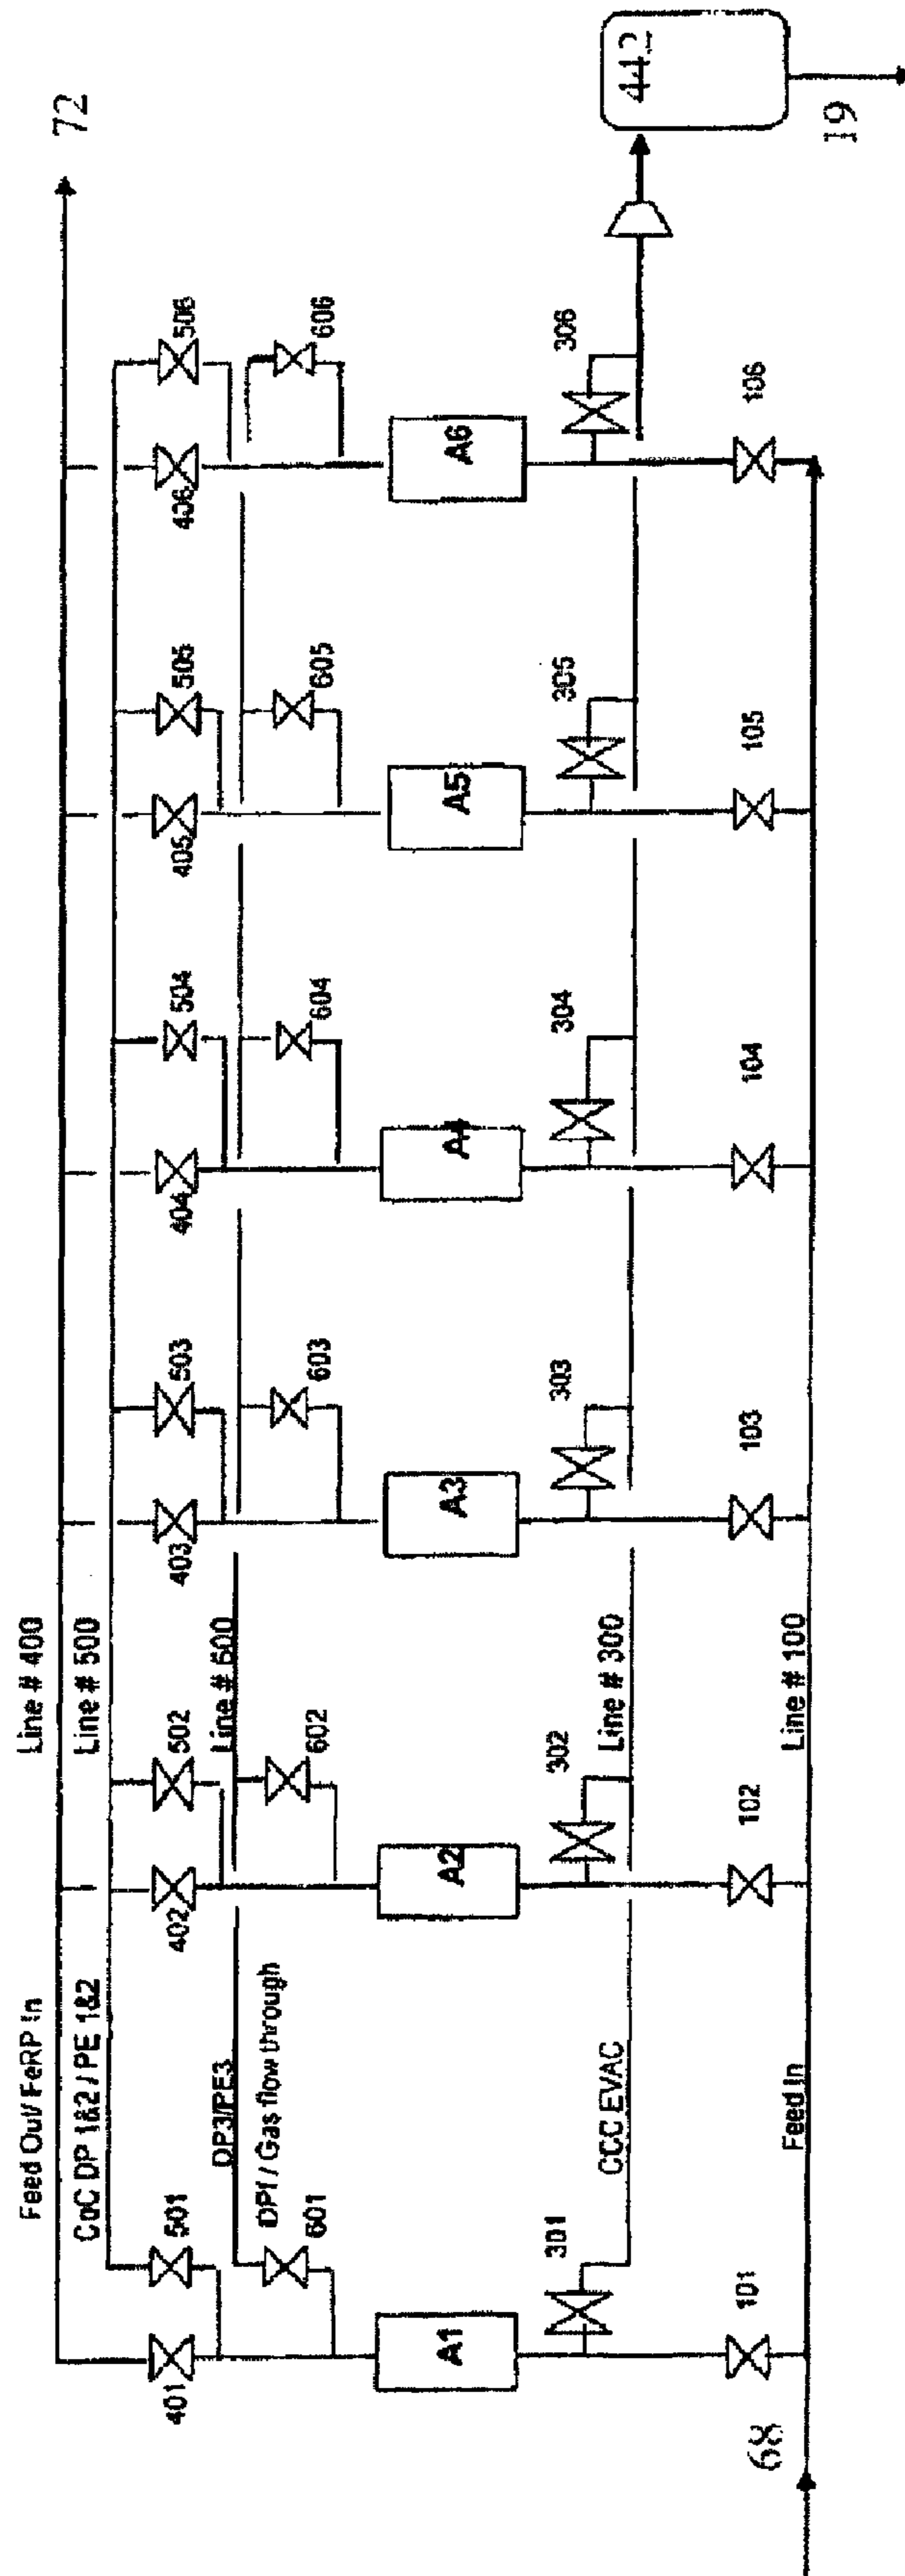 72
Feed Out/ FeRP In
Line # 400
CoC DP 1&2 / PE 1&2
Line # 500
501
502
503
504
505
506
401
402
403
404
405
406
DP3/PE3
Line # 600
DPf / Gas flow through
601
602
603
604
605
606
A1
A2
A3
A4
A5
A6
301
302
303
304
305
306
442
CCC EVAC
Line # 300
101
102
103
104
105
106
19
68
Feed In
Line # 100